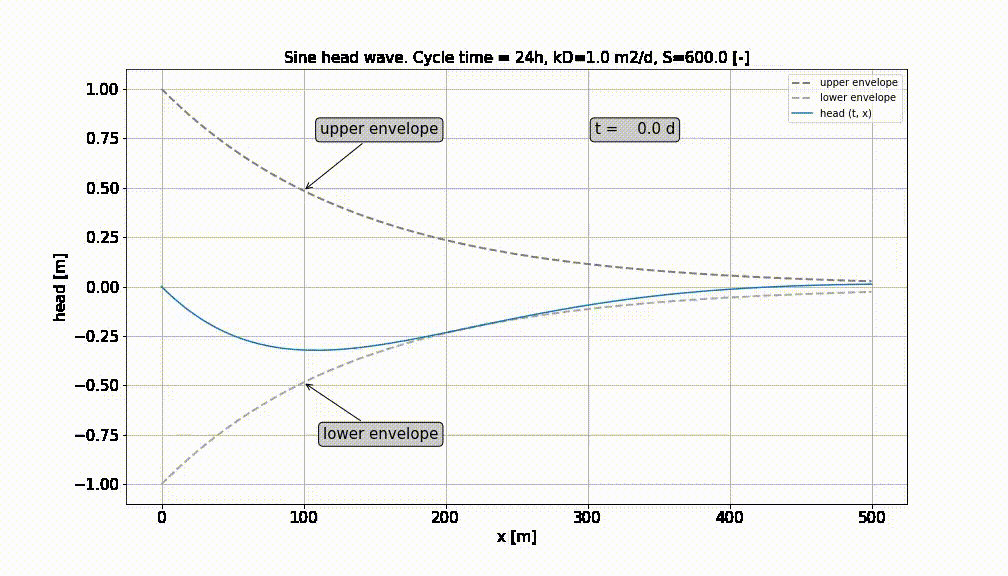 Sine head wave. Cycle time = 24h, kD=1.0 m2/d, S=600.0 [-]
upper envelope
lower envelope
head (t, x)
upper envelope
t = 0.0 d
lower envelope
head [m]
1.00
0.75
0.50
0.25
0.00
−0.25
−0.50
−0.75
−1.00
0 100 200 300 400 500
x [m]